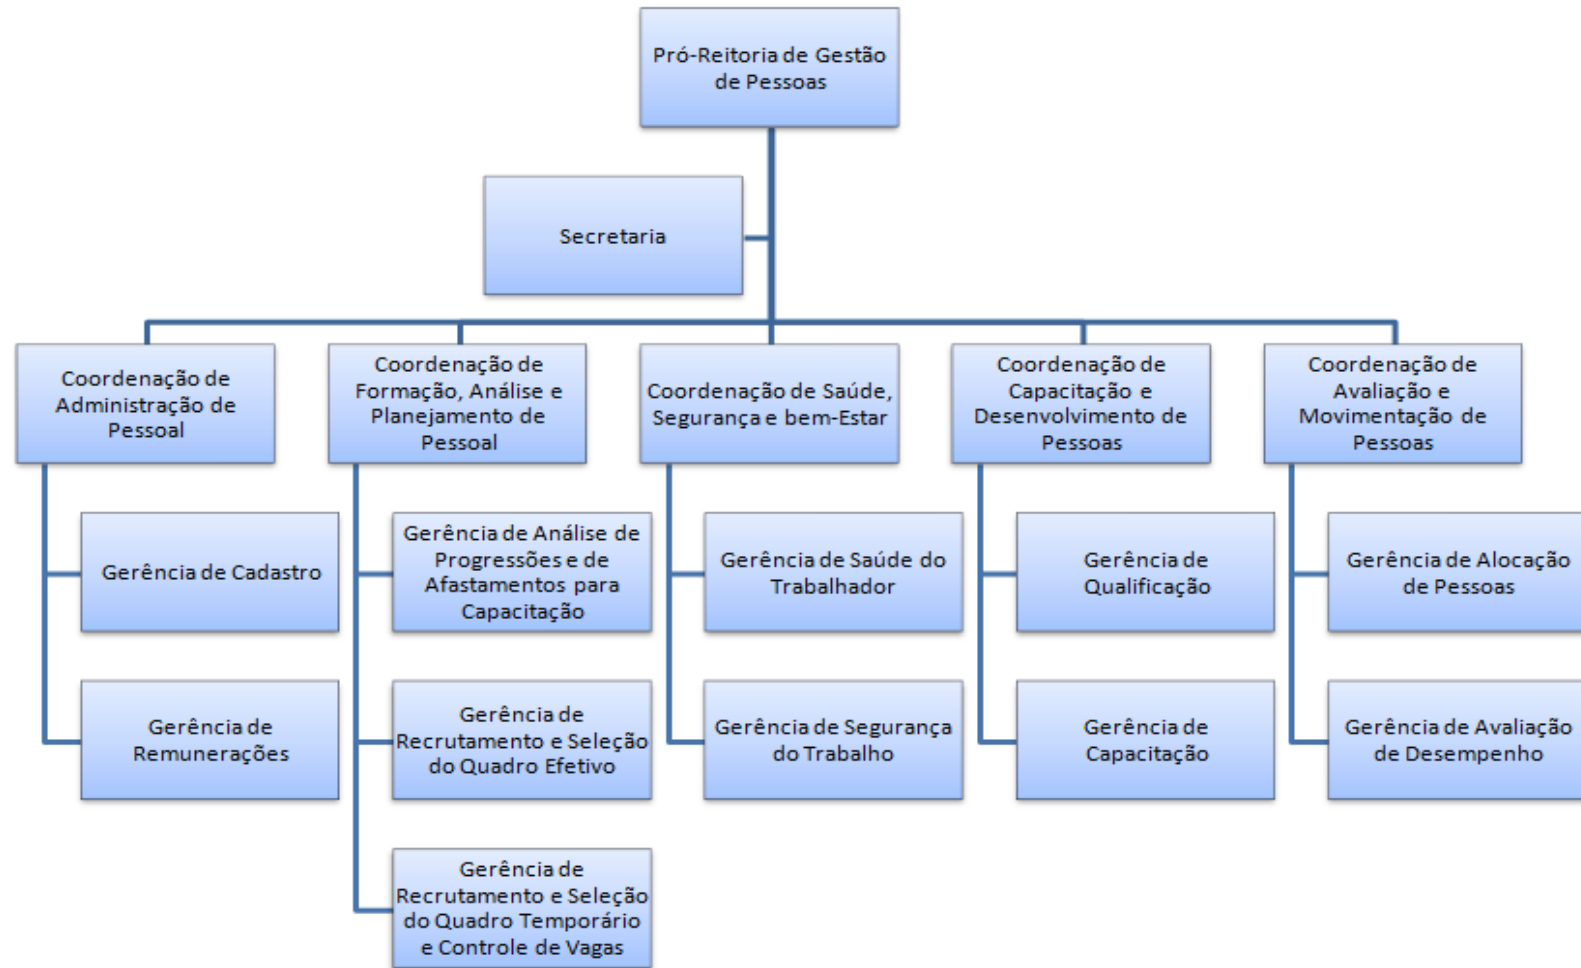 Pró-Reitoria de Gestão
de Pessoas
Secretaria
Coordenação de
Administração de
Pessoal
Coordenação de
Formação, Análise e
Planejamento de
Pessoal
Coordenação de Saúde,
Segurança e bem-Estar
Coordenação de
Capacitação e
Desenvolvimento de
Pessoas
Coordenação de
Avaliação e
Movimentação de
Pessoas
Gerência de Cadastro
Gerência de Análise de
Progressões e de
Afastamentos para
Capacitação
Gerência de Saúde do
Trabalhador
Gerência de
Qualificação
Gerência de Alocação
de Pessoas
Gerência de
Remunerações
Gerência de
Recrutamento e Seleção
do Quadro Efetivo
Gerência de Segurança
do Trabalho
Gerência de
Capacitação
Gerência de Avaliação
de Desempenho
Gerência de
Recrutamento e Seleção
do Quadro Temporário
e Controle de Vagas